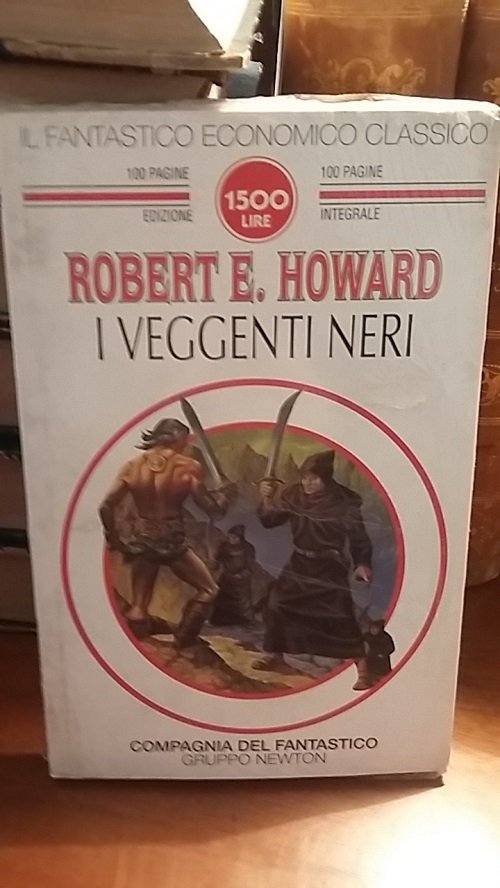 IL FANTASTICO ECONOMICO CLASSICO
100 PAGINE
EDIZIONE
1500
LIRE
100 PAGINE
INTEGRALE
ROBERT E. HOWARD
I VEGGENTI NERI
COMPAGNIA DEL FANTASTICO
GRUPPO NEWTON